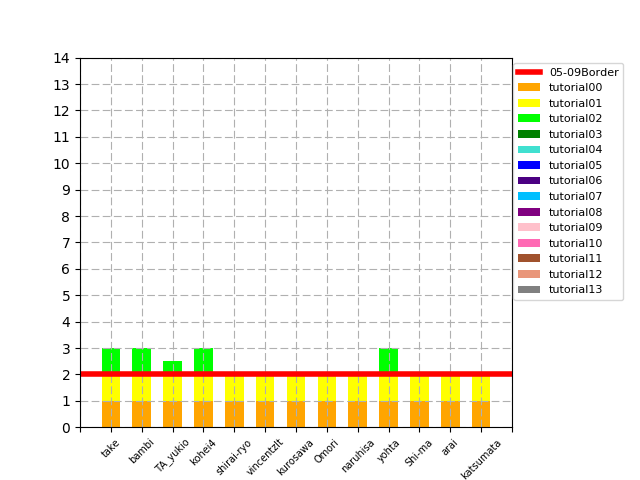 14
13
12
11
10
9
8
7
6
5
4
3
2
1
0
take
bambi
TA_yukio
kohei4
shirai-ryo
vincentzlt
kurosawa
Omori
naruhisa
yohta
Shi-ma
arai
katsumata
05-09Border
tutorial00
tutorial01
tutorial02
tutorial03
tutorial04
tutorial05
tutorial06
tutorial07
tutorial08
tutorial09
tutorial10
tutorial11
tutorial12
tutorial13